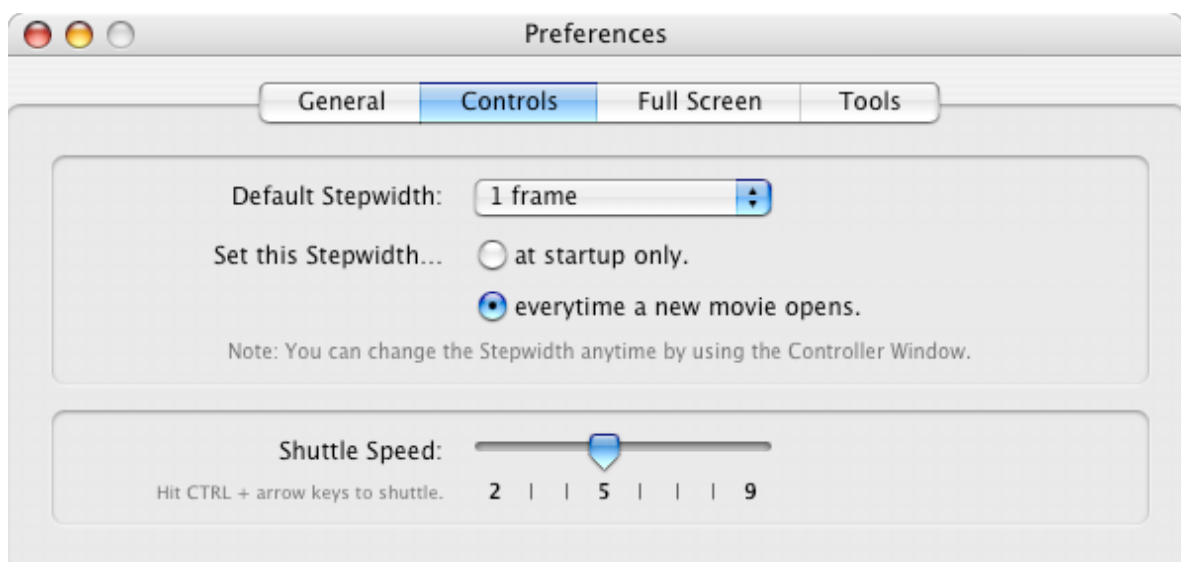 Preferences
General Controls Full Screen Tools
Default Stepwidth: 1 frame
Set this Stepwidth... at startup only.
everytime a new movie opens.
Note: You can change the Stepwidth anytime by using the Controller Window.
Shuttle Speed:
Hit CTRL + arrow keys to shuttle. 2 | | 5 | | | 9